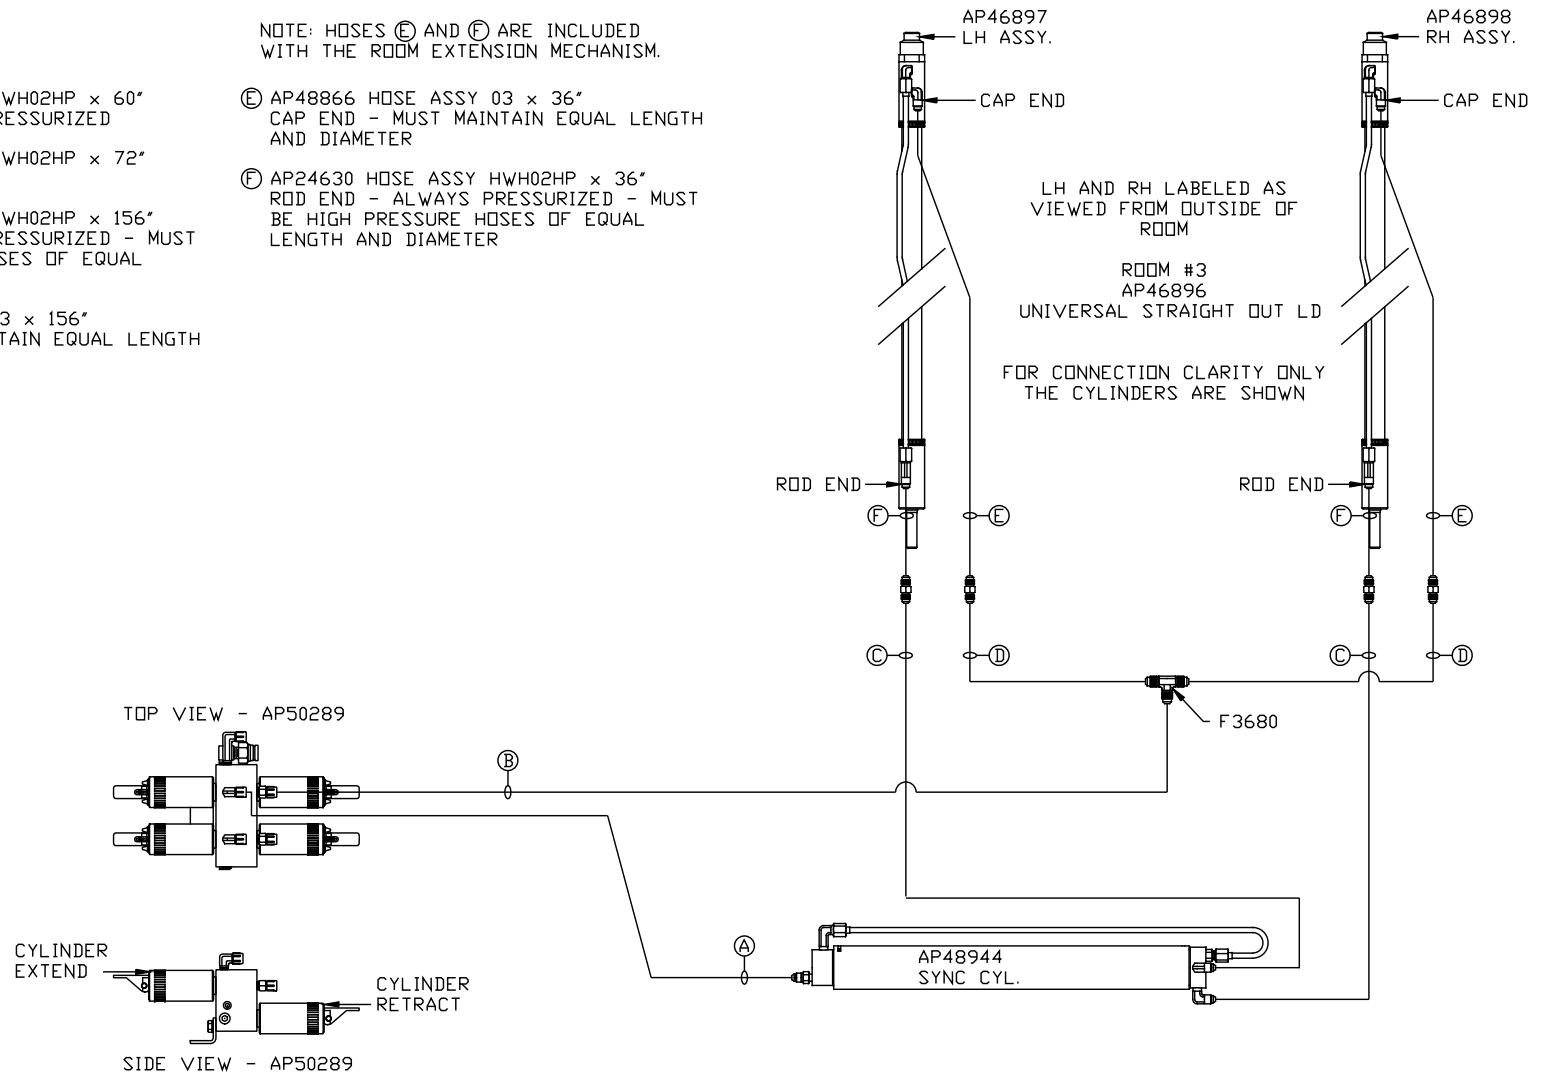 NOTE: HOSES Ⓔ AND Ⓕ ARE INCLUDED
WITH THE ROOM EXTENSION MECHANISM.
WH02HP x 60"
RESSURIZED
WH02HP x 72"
WH02HP x 156"
RESSURIZED - MUST
SES OF EQUAL
3 x 156"
TAIN EQUAL LENGTH
Ⓔ AP48866 HOSE ASSY 03 x 36"
CAP END - MUST MAINTAIN EQUAL LENGTH
AND DIAMETER
Ⓕ AP24630 HOSE ASSY HWH02HP x 36"
ROD END - ALWAYS PRESSURIZED - MUST
BE HIGH PRESSURE HOSES OF EQUAL
LENGTH AND DIAMETER
AP46897
LH ASSY.
CAP END
AP46898
RH ASSY.
CAP END
LH AND RH LABELED AS
VIEWED FROM OUTSIDE OF
ROOM
ROOM #3
AP46896
UNIVERSAL STRAIGHT OUT LD
FOR CONNECTION CLARITY ONLY
THE CYLINDERS ARE SHOWN
ROD END
ROD END
Ⓕ
Ⓔ
Ⓕ
Ⓔ
Ⓒ
Ⓓ
Ⓒ
Ⓓ
F3680
TOP VIEW - AP50289
Ⓑ
Ⓐ
AP48944
SYNC CYL.
CYLINDER
EXTEND
CYLINDER
RETRACT
SIDE VIEW - AP50289